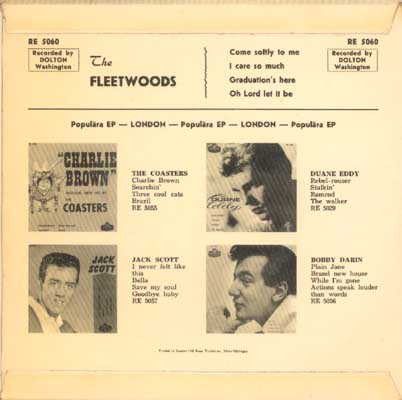 RE 5060
Recorded by
DOLTON
Washington
The
FLEETWOODS
Come softly to me
I care so much
Graduation's here
Oh Lord let it be
RE 5060
Recorded by
DOLTON
Washington
Populära EP — LONDON — Populära EP — LONDON — Populära EP
"CHARLIE
BROWN"
COASTERS
THE COASTERS
Charlie Brown
Searchin'
Three cool cats
Brazil
RE 5055
DUANE
Eddy
DUANE EDDY
Rebel-rouser
Stalkin'
Ramrod
The walker
RE 5029
JACK
SCOTT
JACK SCOTT
I never felt like
this
Bella
Save my soul
Goodbye baby
RE 5057
BOBBY DARIN
Plain Jane
Brand new house
While I'm gone
Actions speak louder
than words
RE 5056